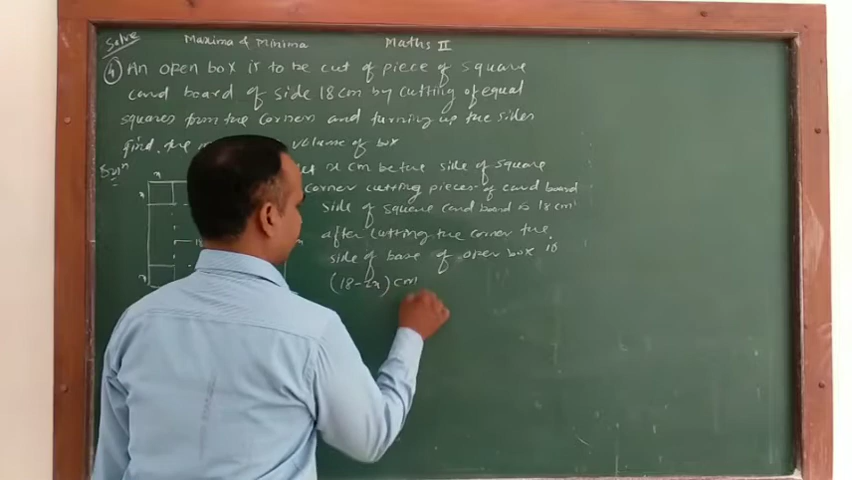 Solve Maxima & Minima Maths II
(4) An open box is to be cut of piece of square
card board of side 18 cm by cutting of equal
squares from the corners and turning up the sides
find the volume of box
Sol^n x cm be the side of square
corner cutting pieces of card board
side of square card board is 18 cm
after cutting the corner the
side of base of open box is
(18-2x) cm